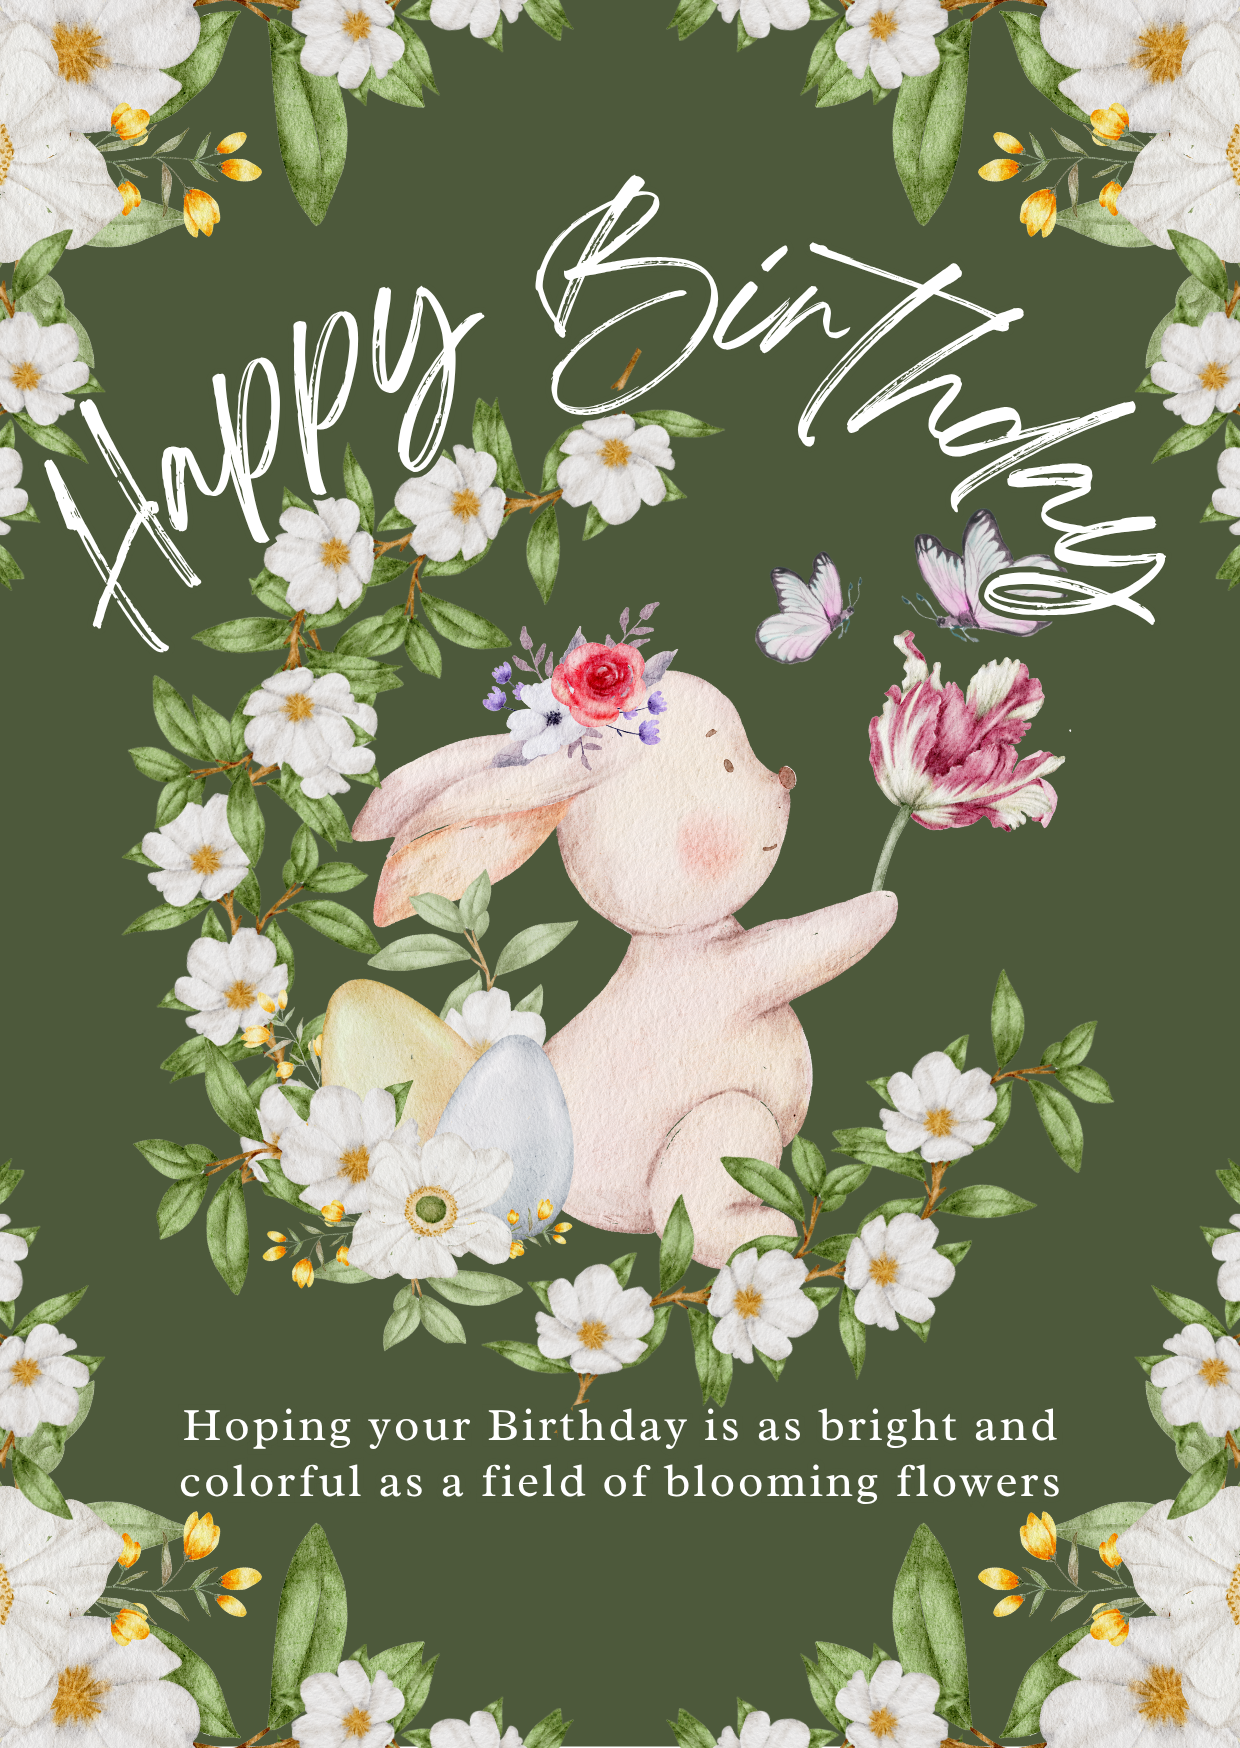 Happy Birthday
Hoping your Birthday is as bright and
colorful as a field of blooming flowers